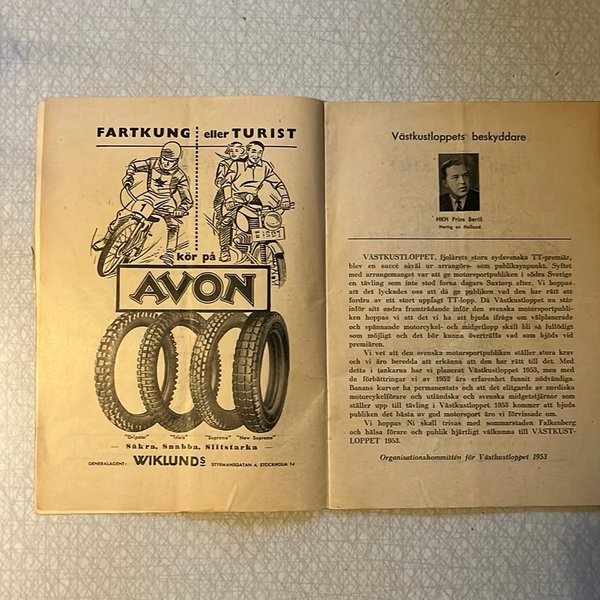 FARTKUNG eller TURIST
1
kör på
AVON
"Gripster" "Trials" "Supreme" "New Supreme"
Säkra, Snabba, Slitstarka
GENERALAGENT: WIKLUNDS STYRMANSGATAN 4, STOCKHOLM 14
Västkustloppets beskyddare
HKH Prins Bertil
Hertig av Halland
VÄSTKUSTLOPPET, fjolårets stora sydsvenska TT-premiär,
blev en succé såväl ur arrangörs- som publiksynpunkt. Syftet
med arrangemanget var att ge motorsportpubliken i södra Sverige
en tävling som inte stod forna dagars Saxtorp efter. Vi hoppas
att det lyckades oss att då ge publiken vad den har rätt att
fordra av ett stort upplagt TT-lopp. Då Västkustloppet nu står
inför sitt andra framträdande inför den svenska motorsportpubli-
ken hoppas vi att det vi ha att bjuda ifråga om välplanerade
och spännande motorcykel- och midgetlopp skall bli så fullödigt
som möjligt och det bör kunna överträffa vad som bjöds vid
premiären.
Vi vet att den svenska motorsportpubliken ställer stora krav
och vi äro beredda att erkänna att den har rätt till det. Med
detta i tankarna har vi planerat Västkustloppet 1953, men med
de förbättringar vi av 1952 års erfarenhet funnit nödvändiga.
Banans kurvor ha permanentats och att det elitgarde av nordiska
motorcykelförare och utländska och svenska midgetstjärnor som
ställer upp till tävling i Västkustloppet 1953 kommer att bjuda
publiken det bästa av god motorsport äro vi förvissade om.
Vi hoppas Ni skall trivas med sommarstaden Falkenberg
och hälsa förare och publik hjärtligt välkomna till VÄSTKUST-
LOPPET 1953.
Organisationskommittén för Västkustloppet 1953